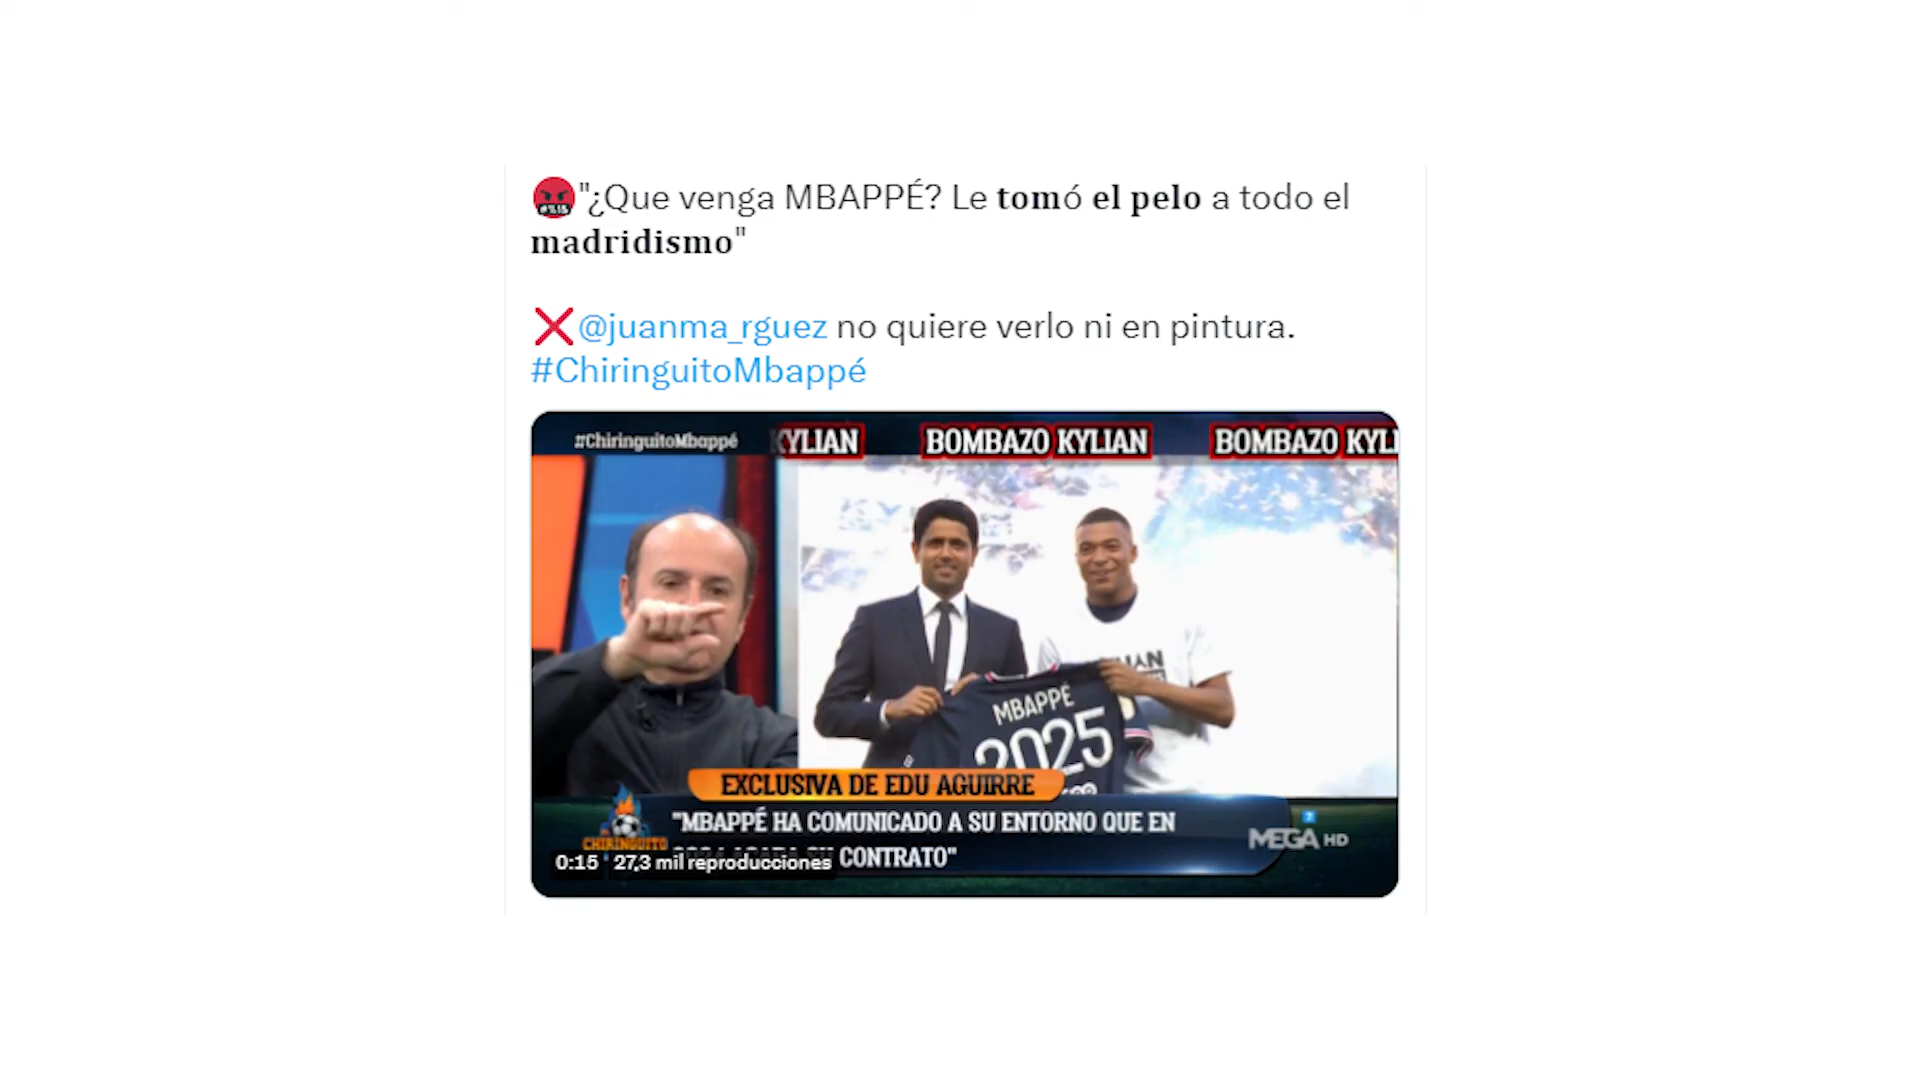 "¿Que venga MBAPPÉ? Le tomó el pelo a todo el
madridismo"
@juanma_rguez no quiere verlo ni en pintura.
#ChiringuitoMbappé
#ChiringuitoMbappé KYLIAN BOMBAZO KYLIAN BOMBAZO KYLI
MBAPPÉ
2025
EXCLUSIVA DE EDU AGUIRRE
"MBAPPÉ HA COMUNICADO A SU ENTORNO QUE EN
CONTRATO"
CHIRINGUITO
MEGA HD
0:15 27,3 mil reproducciones